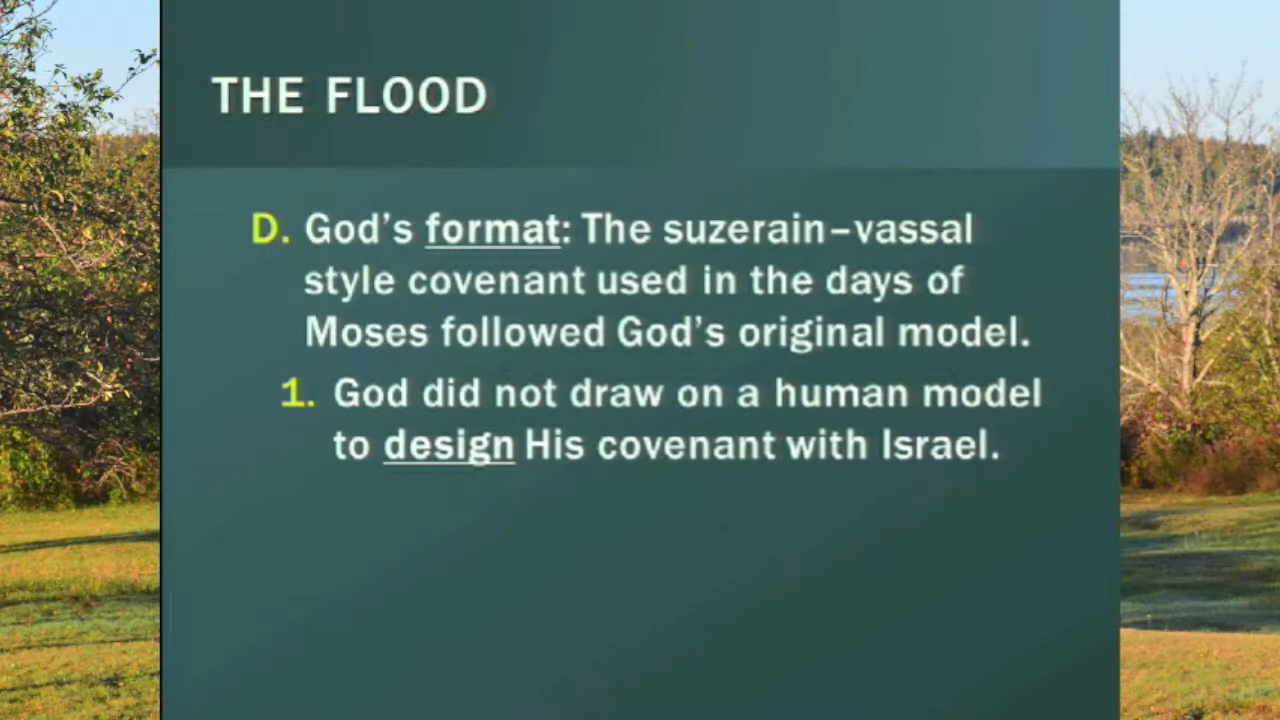 THE FLOOD
D. God's format: The suzerain–vassal
style covenant used in the days of
Moses followed God's original model.
1. God did not draw on a human model
to design His covenant with Israel.